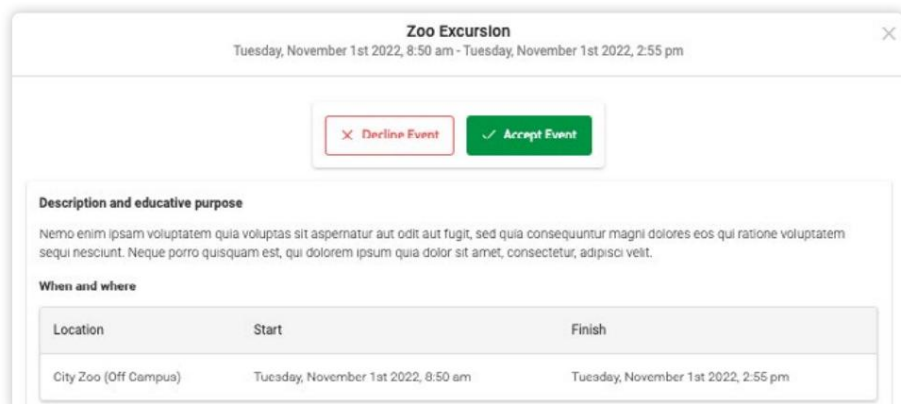 Zoo Excursion
Tuesday, November 1st 2022, 8:50 am - Tuesday, November 1st 2022, 2:55 pm
Decline Event
Accept Event
Description and educative purpose
Nemo enim ipsam voluptatem quia voluptas sit aspernatur aut odit aut fugit, sed quia consequuntur magni dolores eos qui ratione voluptatem
sequi nesciunt. Neque porro quisquam est, qui dolorem ipsum quia dolor sit amet, consectetur, adipisci velit.
When and where
Location Start Finish
City Zoo (Off Campus) Tuesday, November 1st 2022, 8:50 am Tuesday, November 1st 2022, 2:55 pm